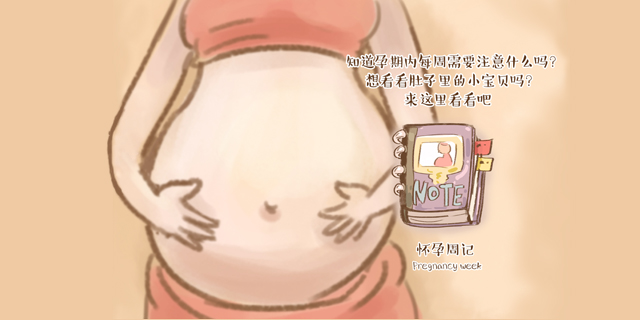 知道孕期内每周需要注意什么吗?
想看看肚子里的小宝贝吗?
来这里看看吧
NOTE
怀孕周记
Pregnancy week